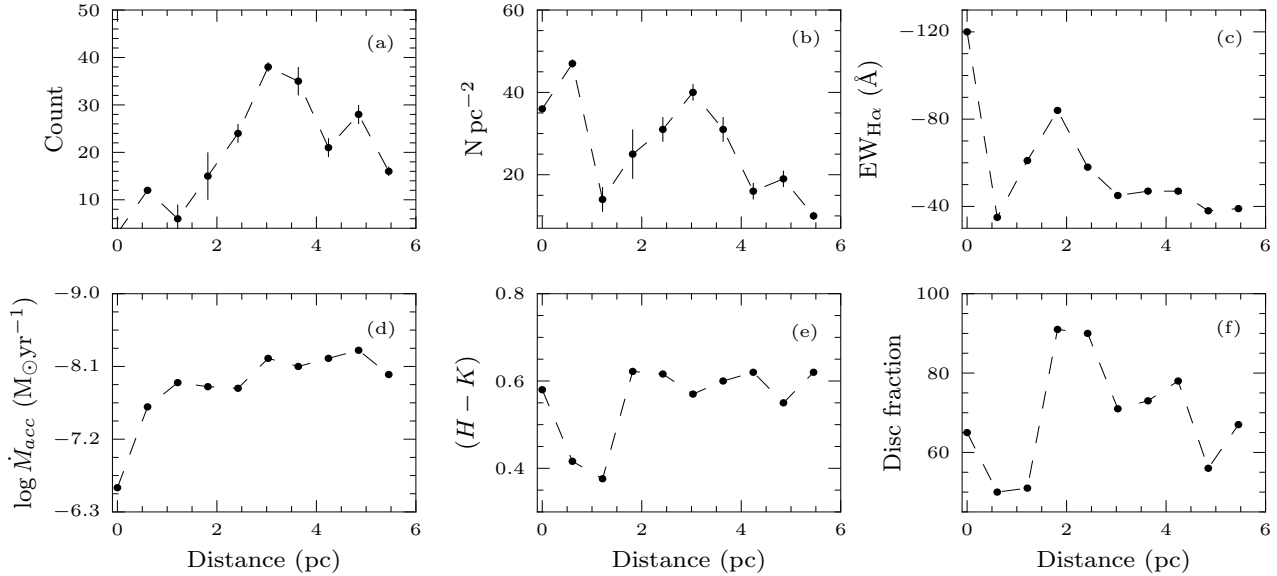 40
30
20
10
0
2
4
6
Count
(a)
60
40
20
0
2
4
6
N pc−2
(b)
−120
−80
−40
0
2
4
6
EWHα (Å)
(c)
−9.0
−8.1
−7.2
−6.3
0
2
4
6
log Ṁacc (M⊙yr−1)
Distance (pc)
(d)
0.8
0.6
0.4
0
2
4
6
(H − K)
Distance (pc)
(e)
100
80
60
0
2
4
6
Disc fraction
Distance (pc)
(f)